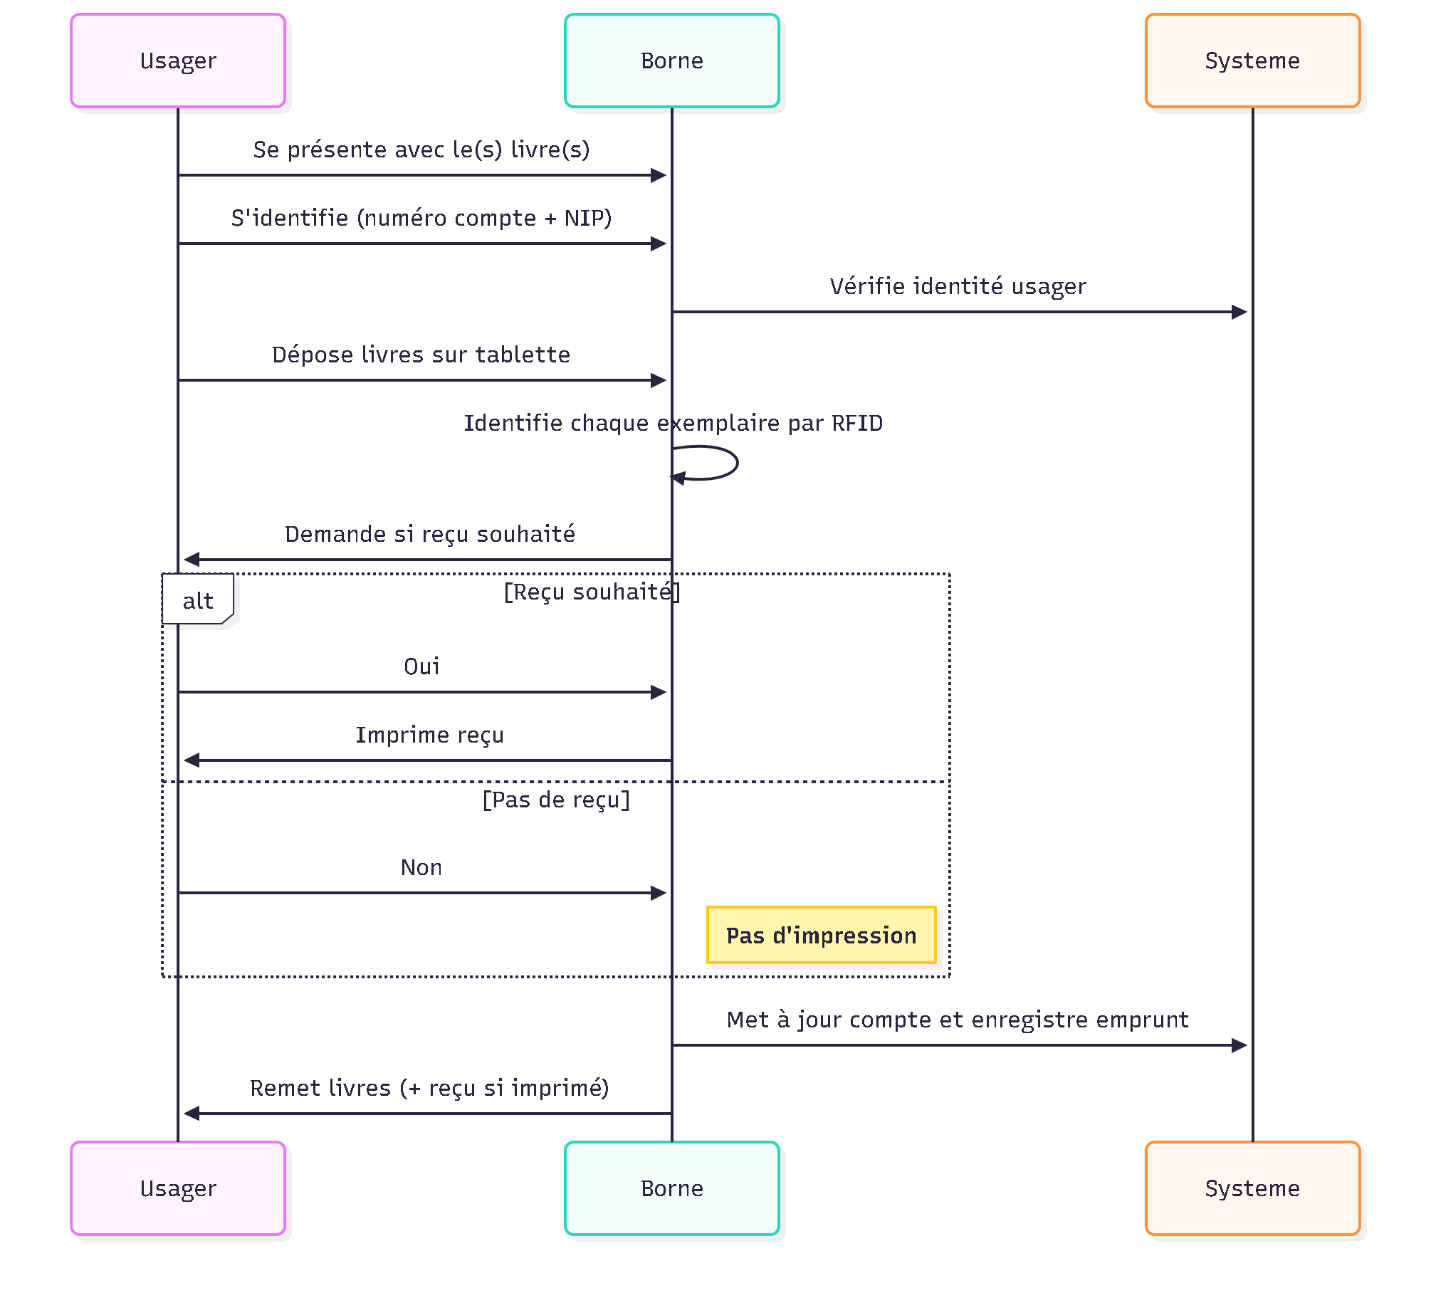 Usager
Borne
Systeme
Se présente avec le(s) livre(s)
S'identifie (numéro compte + NIP)
Vérifie identité usager
Dépose livres sur tablette
Identifie chaque exemplaire par RFID
Demande si reçu souhaité
alt
[Reçu souhaité]
Oui
Imprime reçu
[Pas de reçu]
Non
Pas d'impression
Met à jour compte et enregistre emprunt
Remet livres (+ reçu si imprimé)
Usager
Borne
Systeme